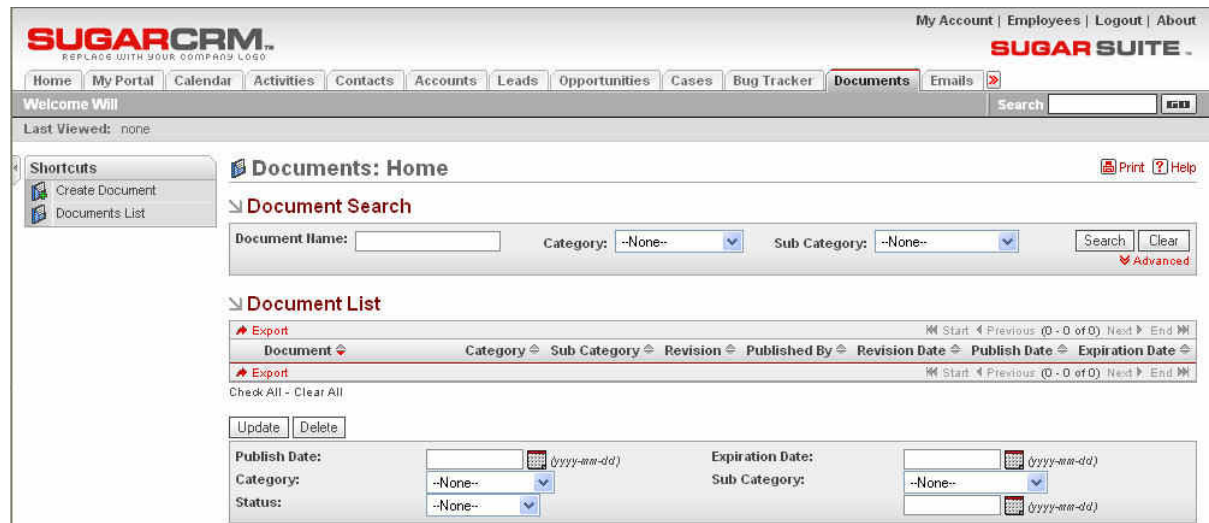 My Account | Employees | Logout | About
SUGARCRM™
REPLACE WITH YOUR COMPANY LOGO
SUGAR SUITE
Home My Portal Calendar Activities Contacts Accounts Leads Opportunities Cases Bug Tracker Documents Emails
Welcome Will Search GO
Last Viewed: none
Shortcuts
Create Document
Documents List
Documents: Home Print ? Help
Document Search
Document Name: Category: --None-- Sub Category: --None-- Search Clear
Advanced
Document List
Export Start Previous (0 - 0 of 0) Next End
Document Category Sub Category Revision Published By Revision Date Publish Date Expiration Date
Export Start Previous (0 - 0 of 0) Next End
Check All - Clear All
Update Delete
Publish Date: (yyyy-mm-dd) Expiration Date: (yyyy-mm-dd)
Category: --None-- Sub Category: --None--
Status: --None-- (yyyy-mm-dd)